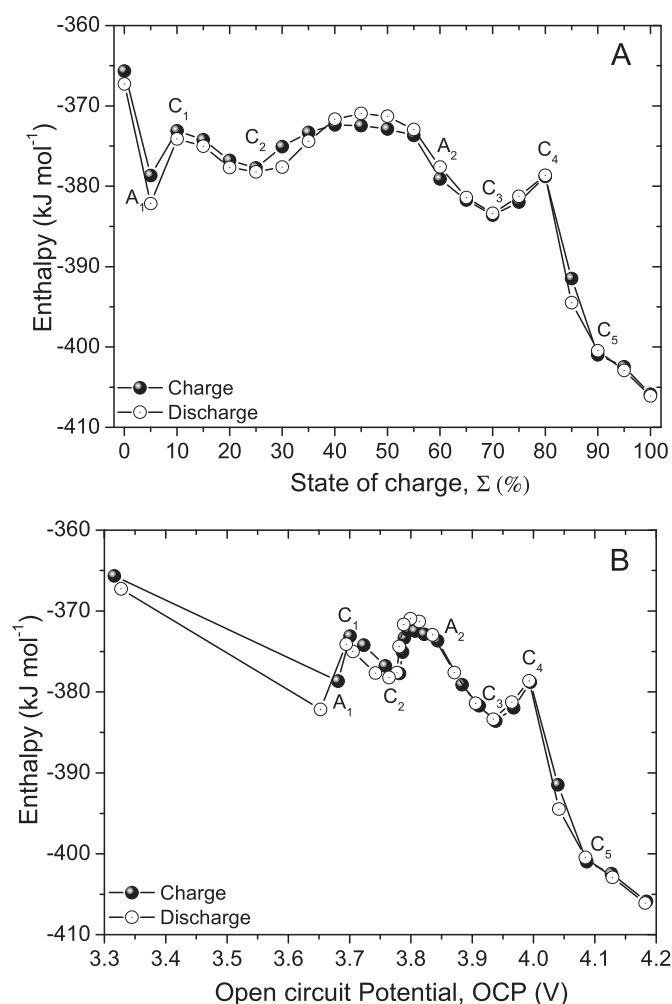 A
-360
-370
-380
-390
-400
-410
Enthalpy (kJ mol⁻¹)
A₁
C₁
C₂
A₂
C₃
C₄
C₅
Charge
Discharge
0 10 20 30 40 50 60 70 80 90 100
State of charge, Σ (%)
B
-360
-370
-380
-390
-400
-410
Enthalpy (kJ mol⁻¹)
A₁
C₁
C₂
A₂
C₃
C₄
C₅
Charge
Discharge
3.3 3.4 3.5 3.6 3.7 3.8 3.9 4.0 4.1 4.2
Open circuit Potential, OCP (V)